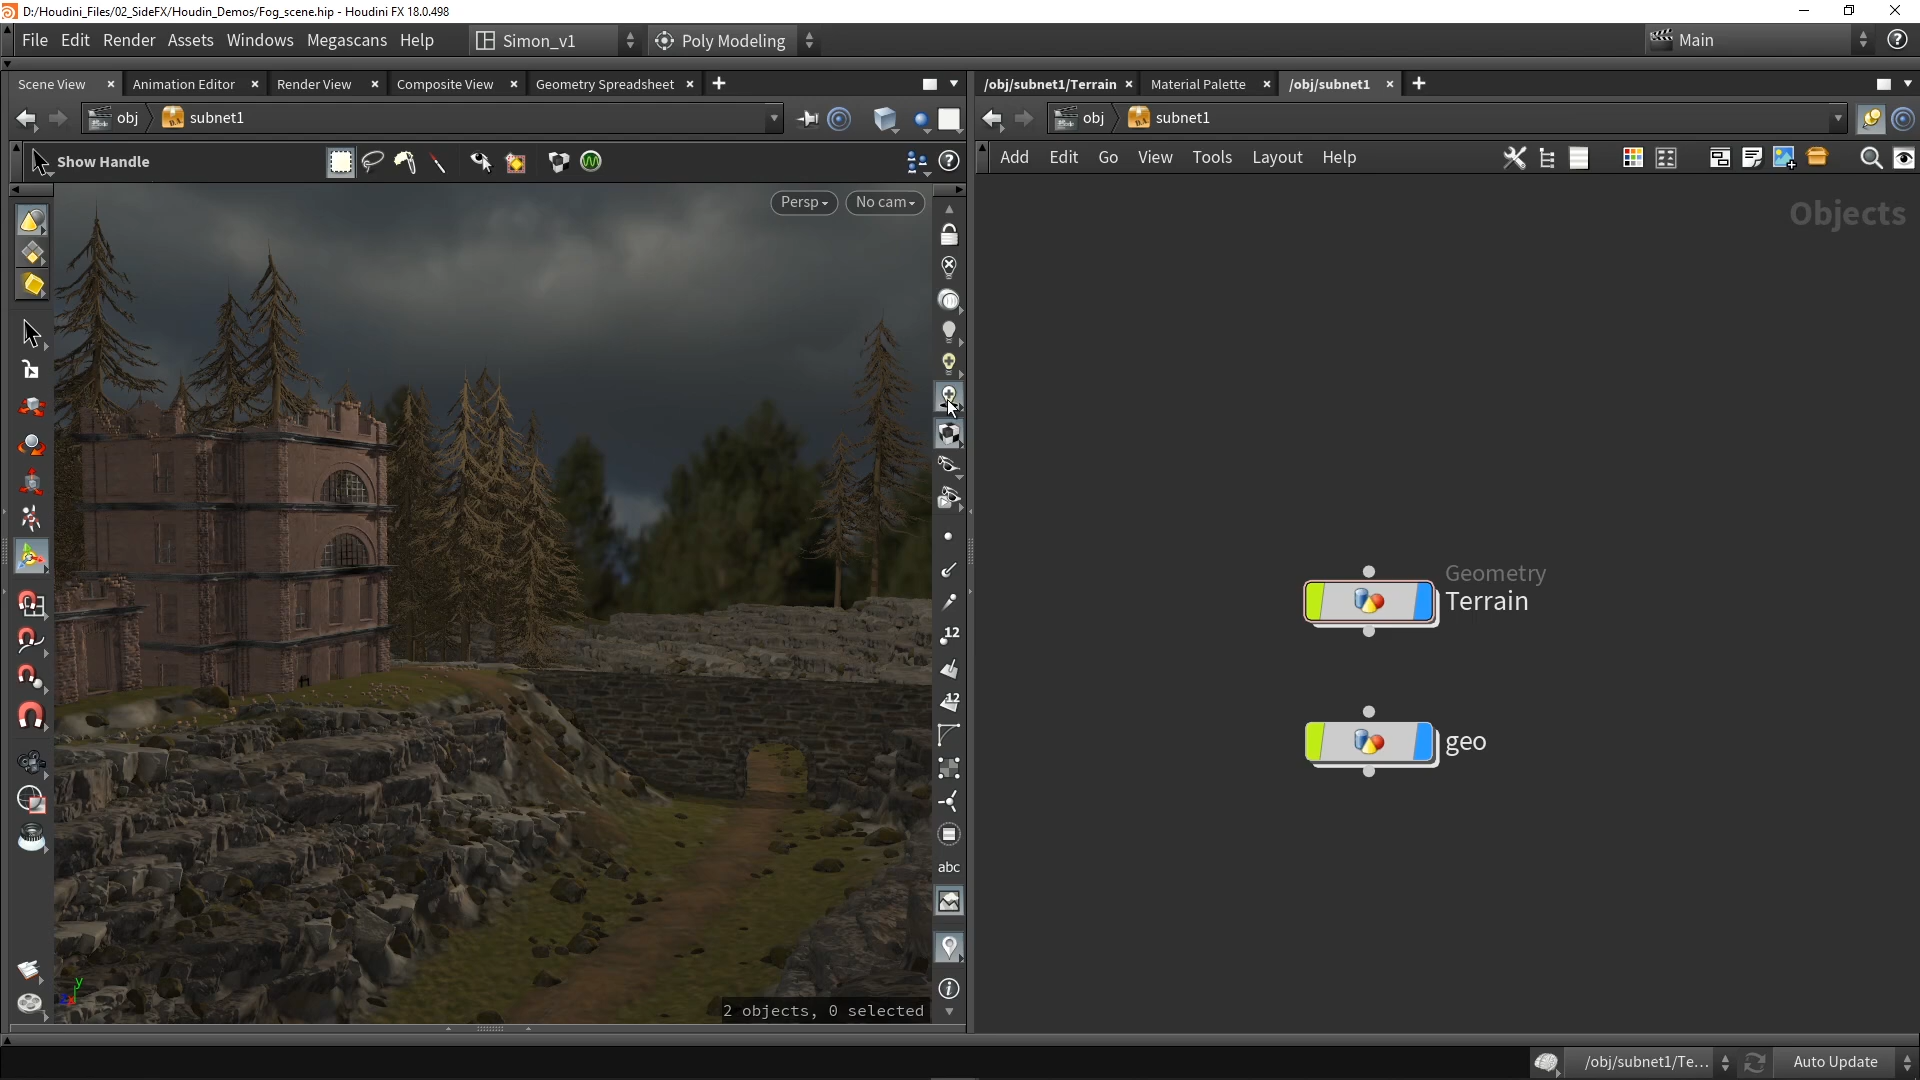 D:/Houdini_Files/02_SideFX/Houdin_Demos/Fog_scene.hip - Houdini FX 18.0.498
File Edit Render Assets Windows Megascans Help Simon_v1 Poly Modeling Main
Scene View Animation Editor Render View Composite View Geometry Spreadsheet /obj/subnet1/Terrain Material Palette /obj/subnet1
obj subnet1 obj subnet1
Show Handle Add Edit Go View Tools Layout Help
Persp No cam Objects
Geometry
Terrain
12
12
geo
abc
2 objects, 0 selected
y
/obj/subnet1/Te... Auto Update